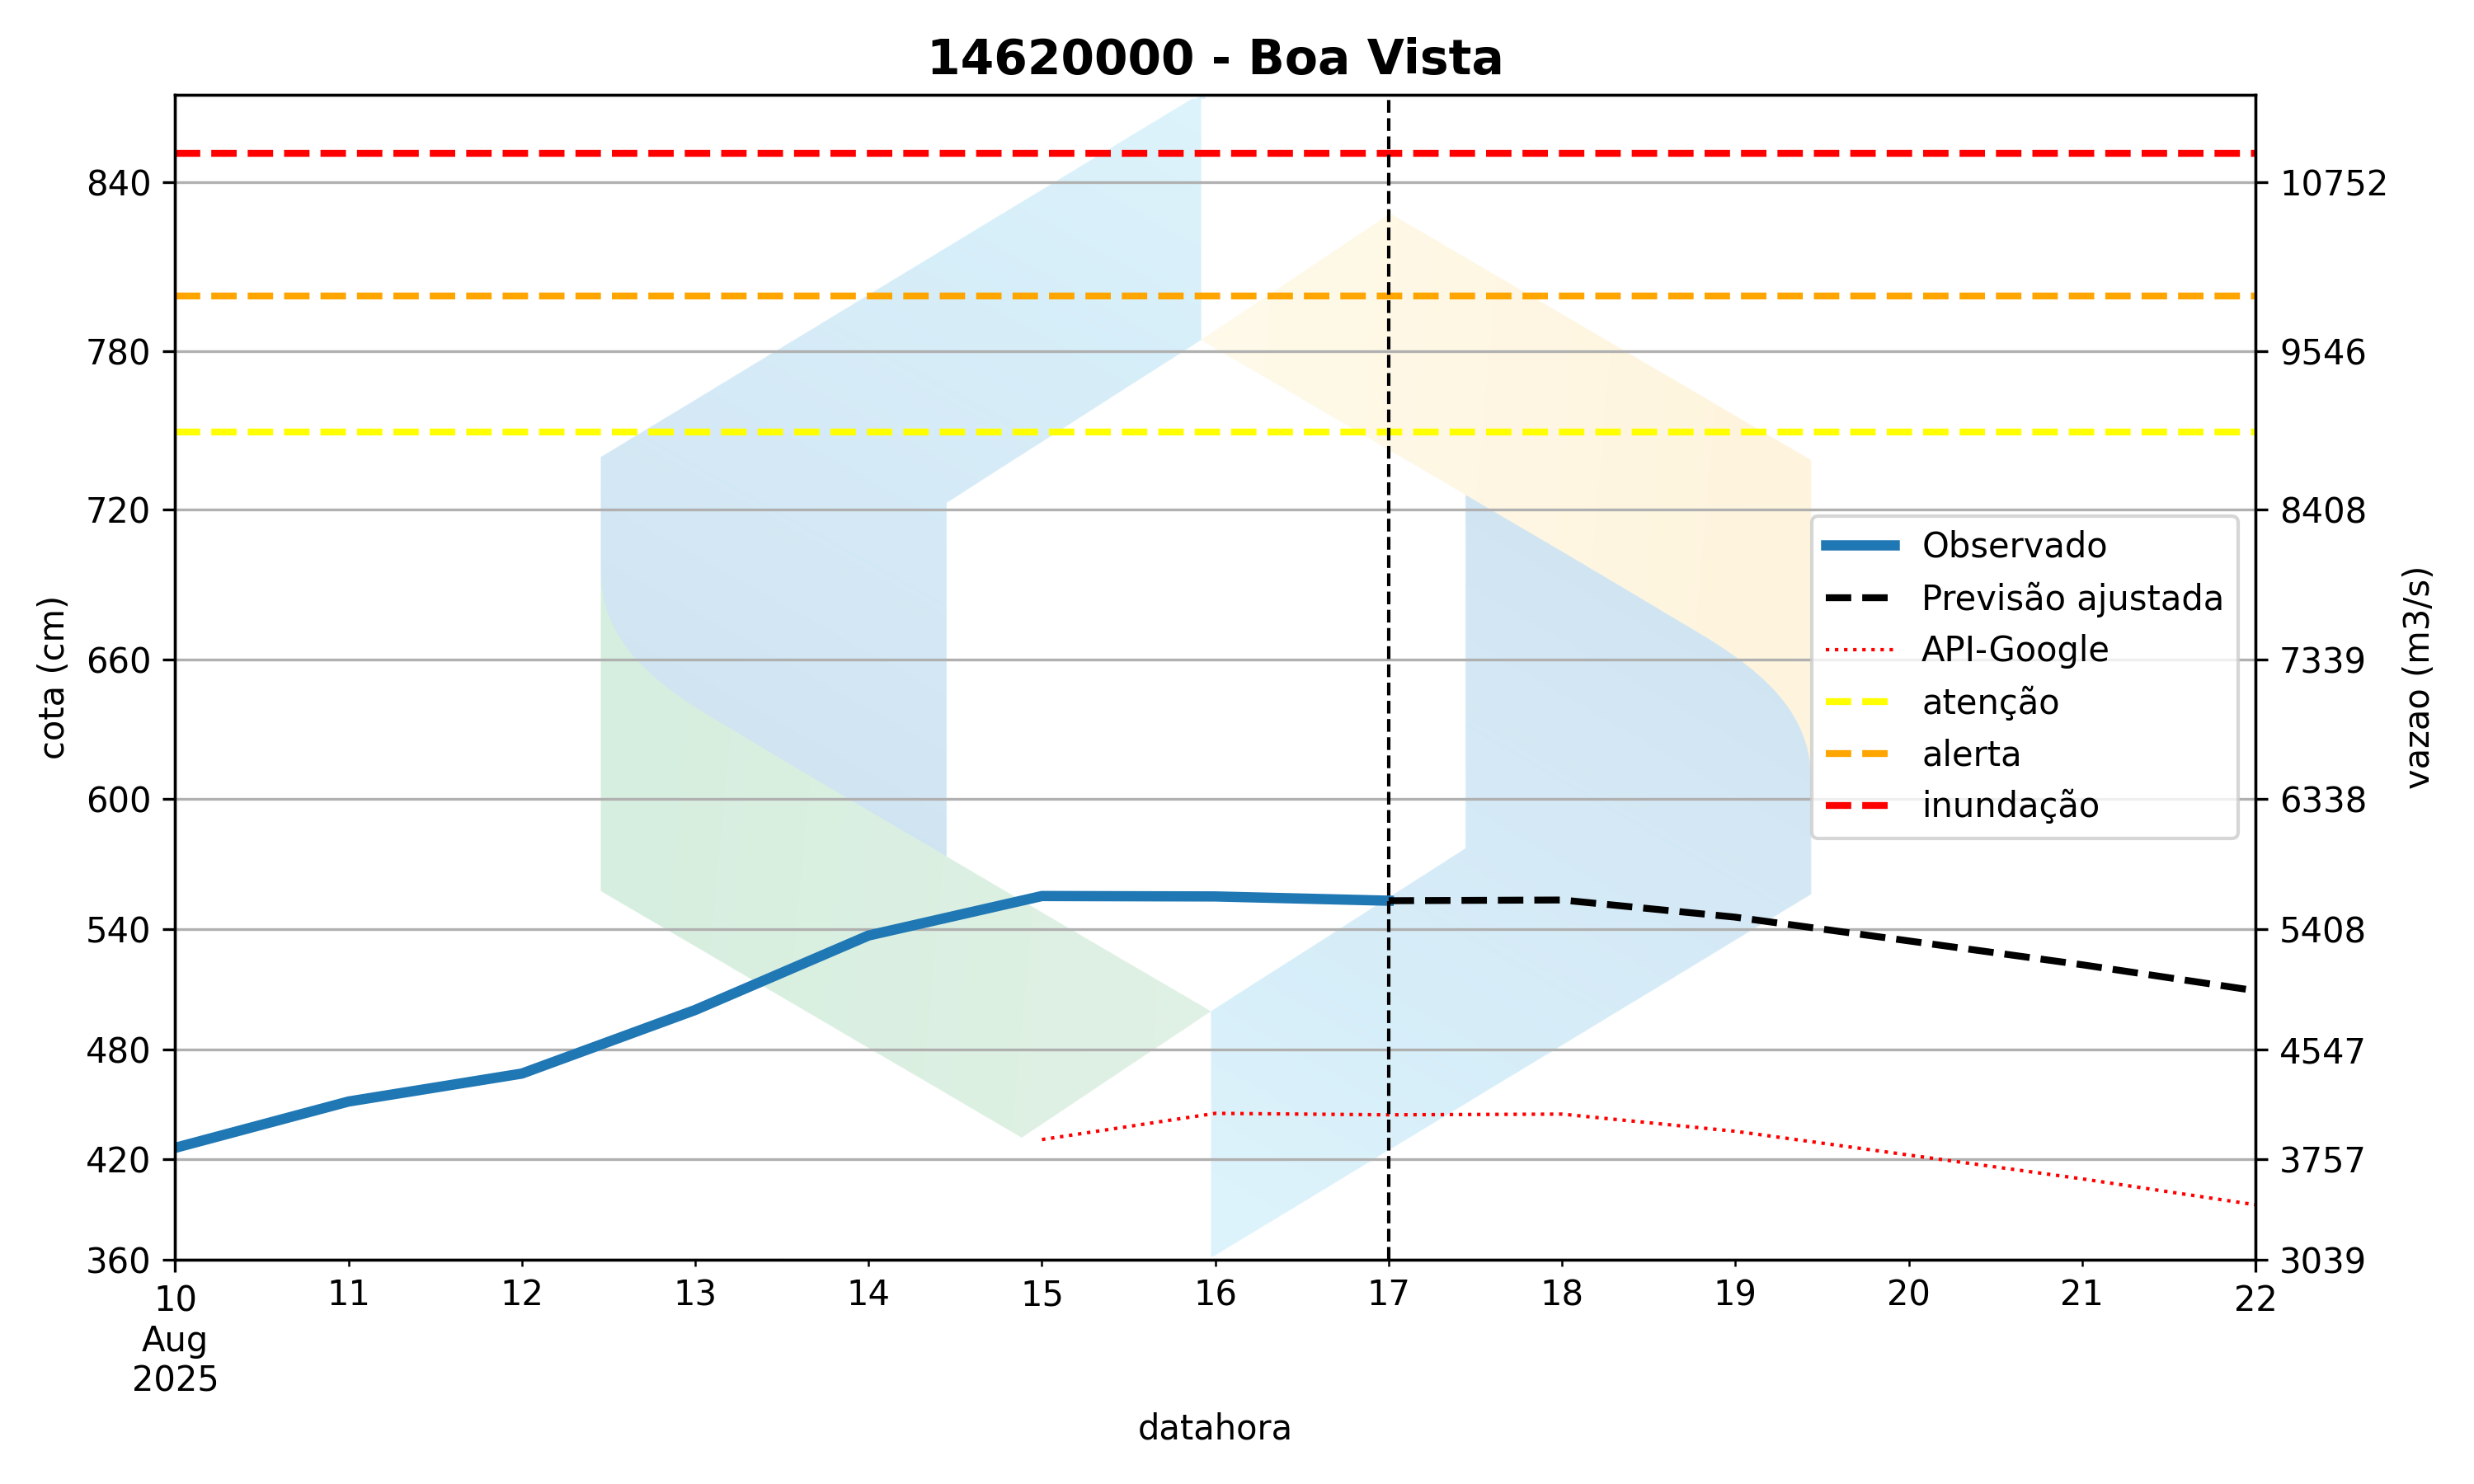 14620000 - Boa Vista
840
780
720
660
600
540
480
420
360
cota (cm)
10752
9546
8408
7339
6338
5408
4547
3757
3039
vazao (m3/s)
Observado
Previsão ajustada
API-Google
atenção
alerta
inundação
10 11 12 13 14 15 16 17 18 19 20 21 22
Aug
2025
datahora